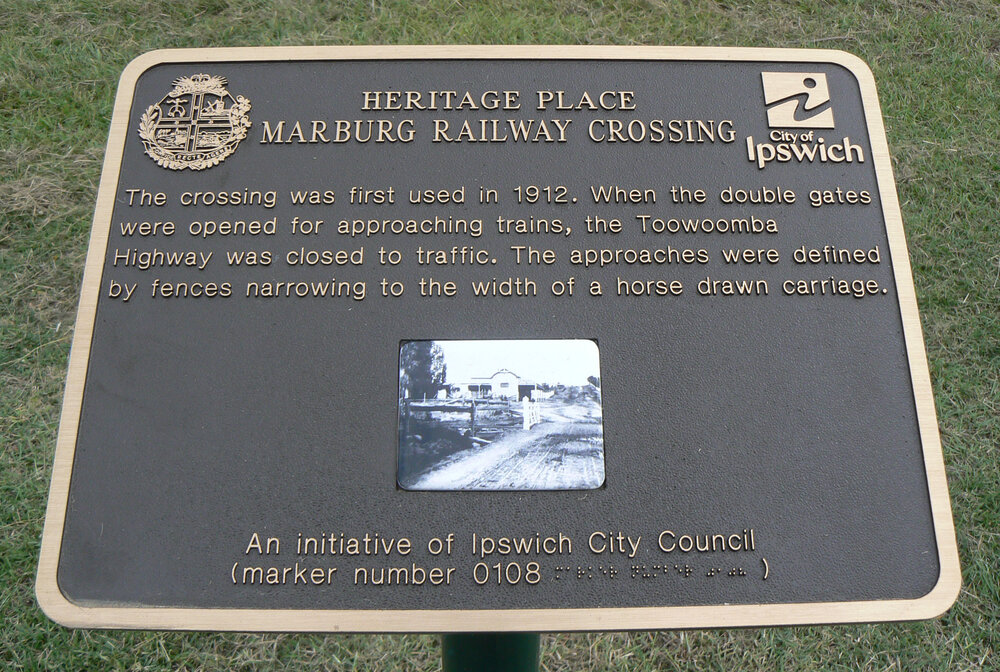 HERITAGE PLACE
MARBURG RAILWAY CROSSING
City of
Ipswich
The crossing was first used in 1912. When the double gates
were opened for approaching trains, the Toowoomba
Highway was closed to traffic. The approaches were defined
by fences narrowing to the width of a horse drawn carriage.
An initiative of Ipswich City Council
(marker number 0108 )